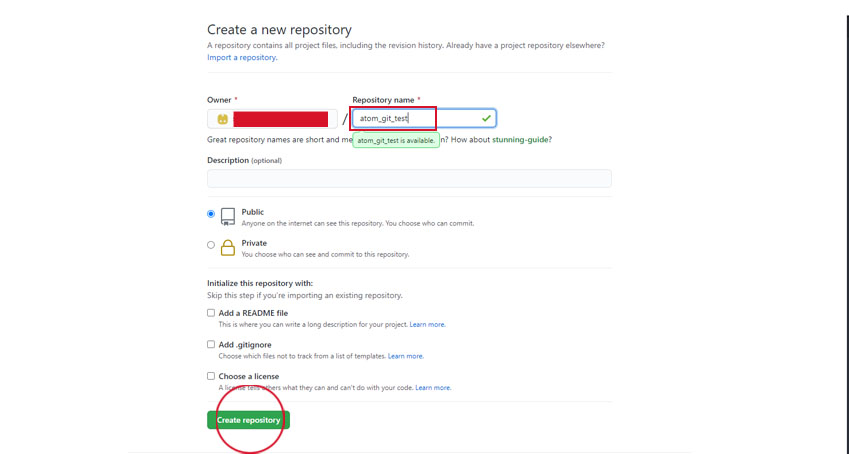 Create a new repository
A repository contains all project files, including the revision history. Already have a project repository elsewhere?
Import a repository.
Owner *
Repository name *
/
atom_git_test
Great repository names are short and
atom_git_test is available.
? How about stunning-guide?
Description (optional)
Public
Anyone on the internet can see this repository. You choose who can commit.
Private
You choose who can see and commit to this repository.
Initialize this repository with:
Skip this step if you're importing an existing repository.
Add a README file
This is where you can write a long description for your project. Learn more.
Add .gitignore
Choose which files not to track from a list of templates. Learn more.
Choose a license
A license tells others what they can and can't do with your code. Learn more.
Create repository